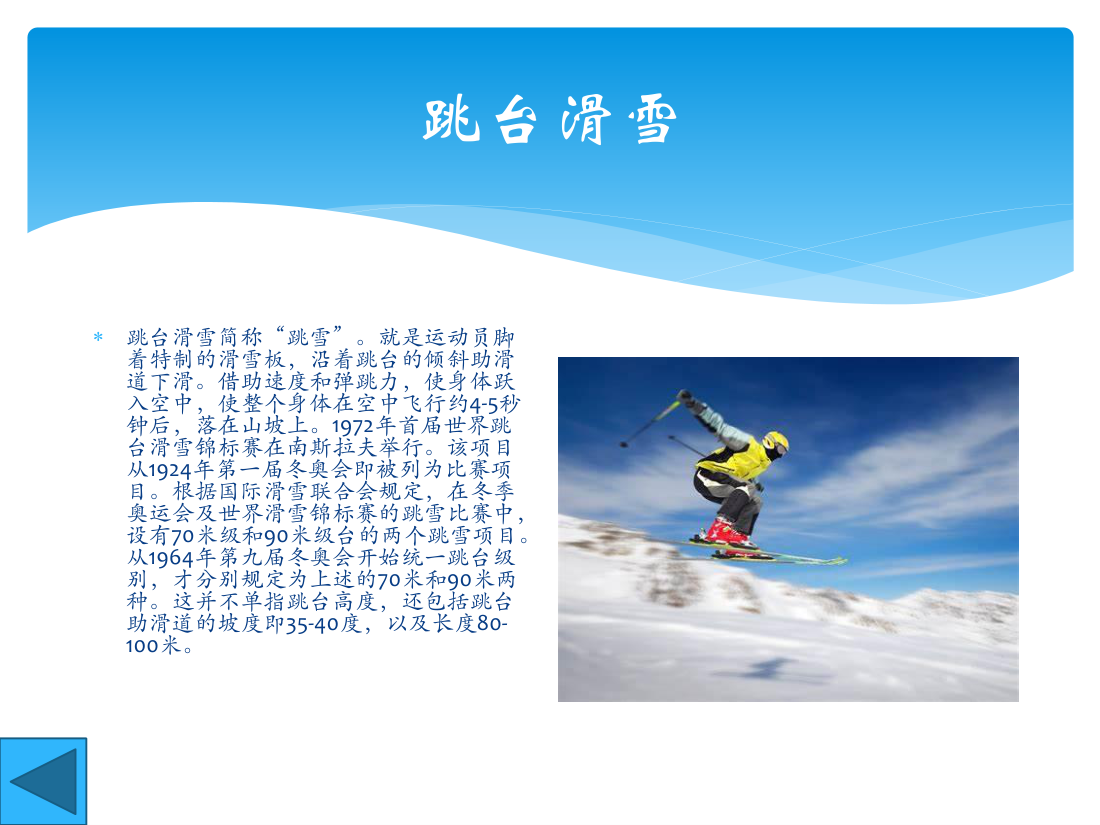 跳台滑雪
* 跳台滑雪简称“跳雪”。就是运动员脚
着特制的滑雪板，沿着跳台的倾斜助滑
道下滑。借助速度和弹跳力，使身体跃
入空中，使整个身体在空中飞行约4-5秒
钟后，落在山坡上。1972年首届世界跳
台滑雪锦标赛在南斯拉夫举行。该项目
从1924年第一届冬奥会即被列为比赛项
目。根据国际滑雪联合会规定，在冬季
奥运会及世界滑雪锦标赛的跳雪比赛中，
设有70米级和90米级台的两个跳雪项目。
从1964年第九届冬奥会开始统一跳台级
别，才分别规定为上述的70米和90米两
种。这并不单指跳台高度，还包括跳台
助滑道的坡度即35-40度，以及长度80-
100米。